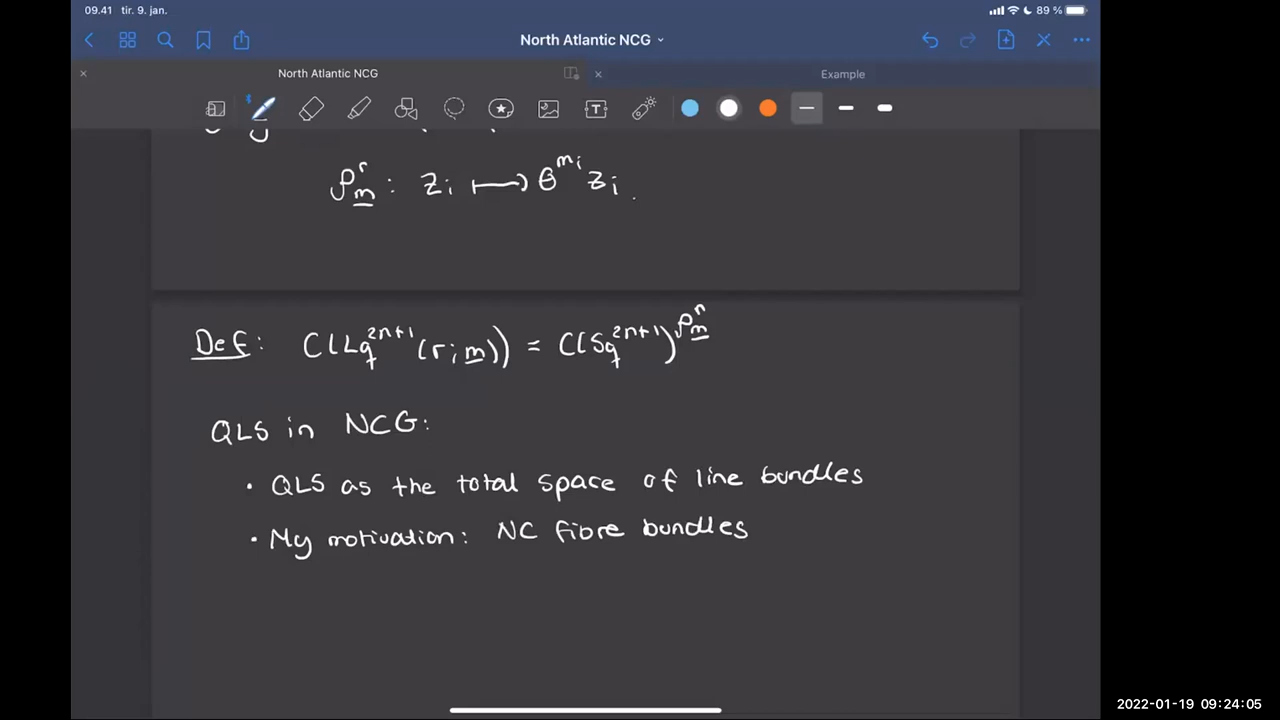 09.41 tir. 9. jan.
89 %
North Atlantic NCG
North Atlantic NCG
Example
ρ_m^r : z_i ⟼ θ^{m_i} z_i .
Def: C(L_q^{2n+1}(r; m)) = C(S_q^{2n+1})^{ρ_m^r}
QLS in NCG:
• QLS as the total space of line bundles
• My motivation: NC fibre bundles
2022-01-19 09:24:05